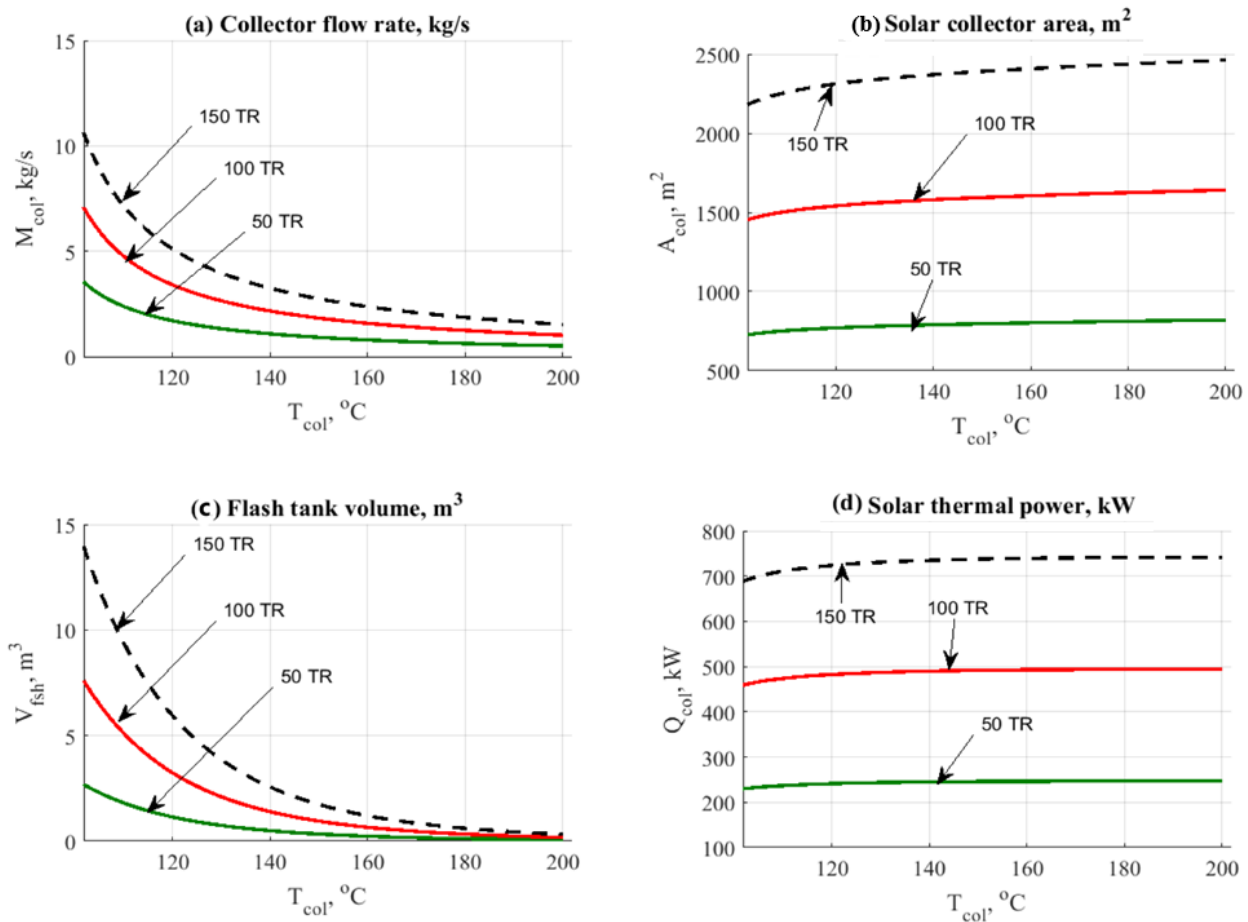 (a) Collector flow rate, kg/s
15
10
5
0
M_col, kg/s
150 TR
100 TR
50 TR
120 140 160 180 200
T_col, °C
(b) Solar collector area, m²
2500
2000
1500
1000
500
A_col, m²
150 TR
100 TR
50 TR
120 140 160 180 200
T_col, °C
(c) Flash tank volume, m³
15
10
5
0
V_fsh, m³
150 TR
100 TR
50 TR
120 140 160 180 200
T_col, °C
(d) Solar thermal power, kW
800
700
600
500
400
300
200
100
Q_col, kW
150 TR
100 TR
50 TR
120 140 160 180 200
T_col, °C